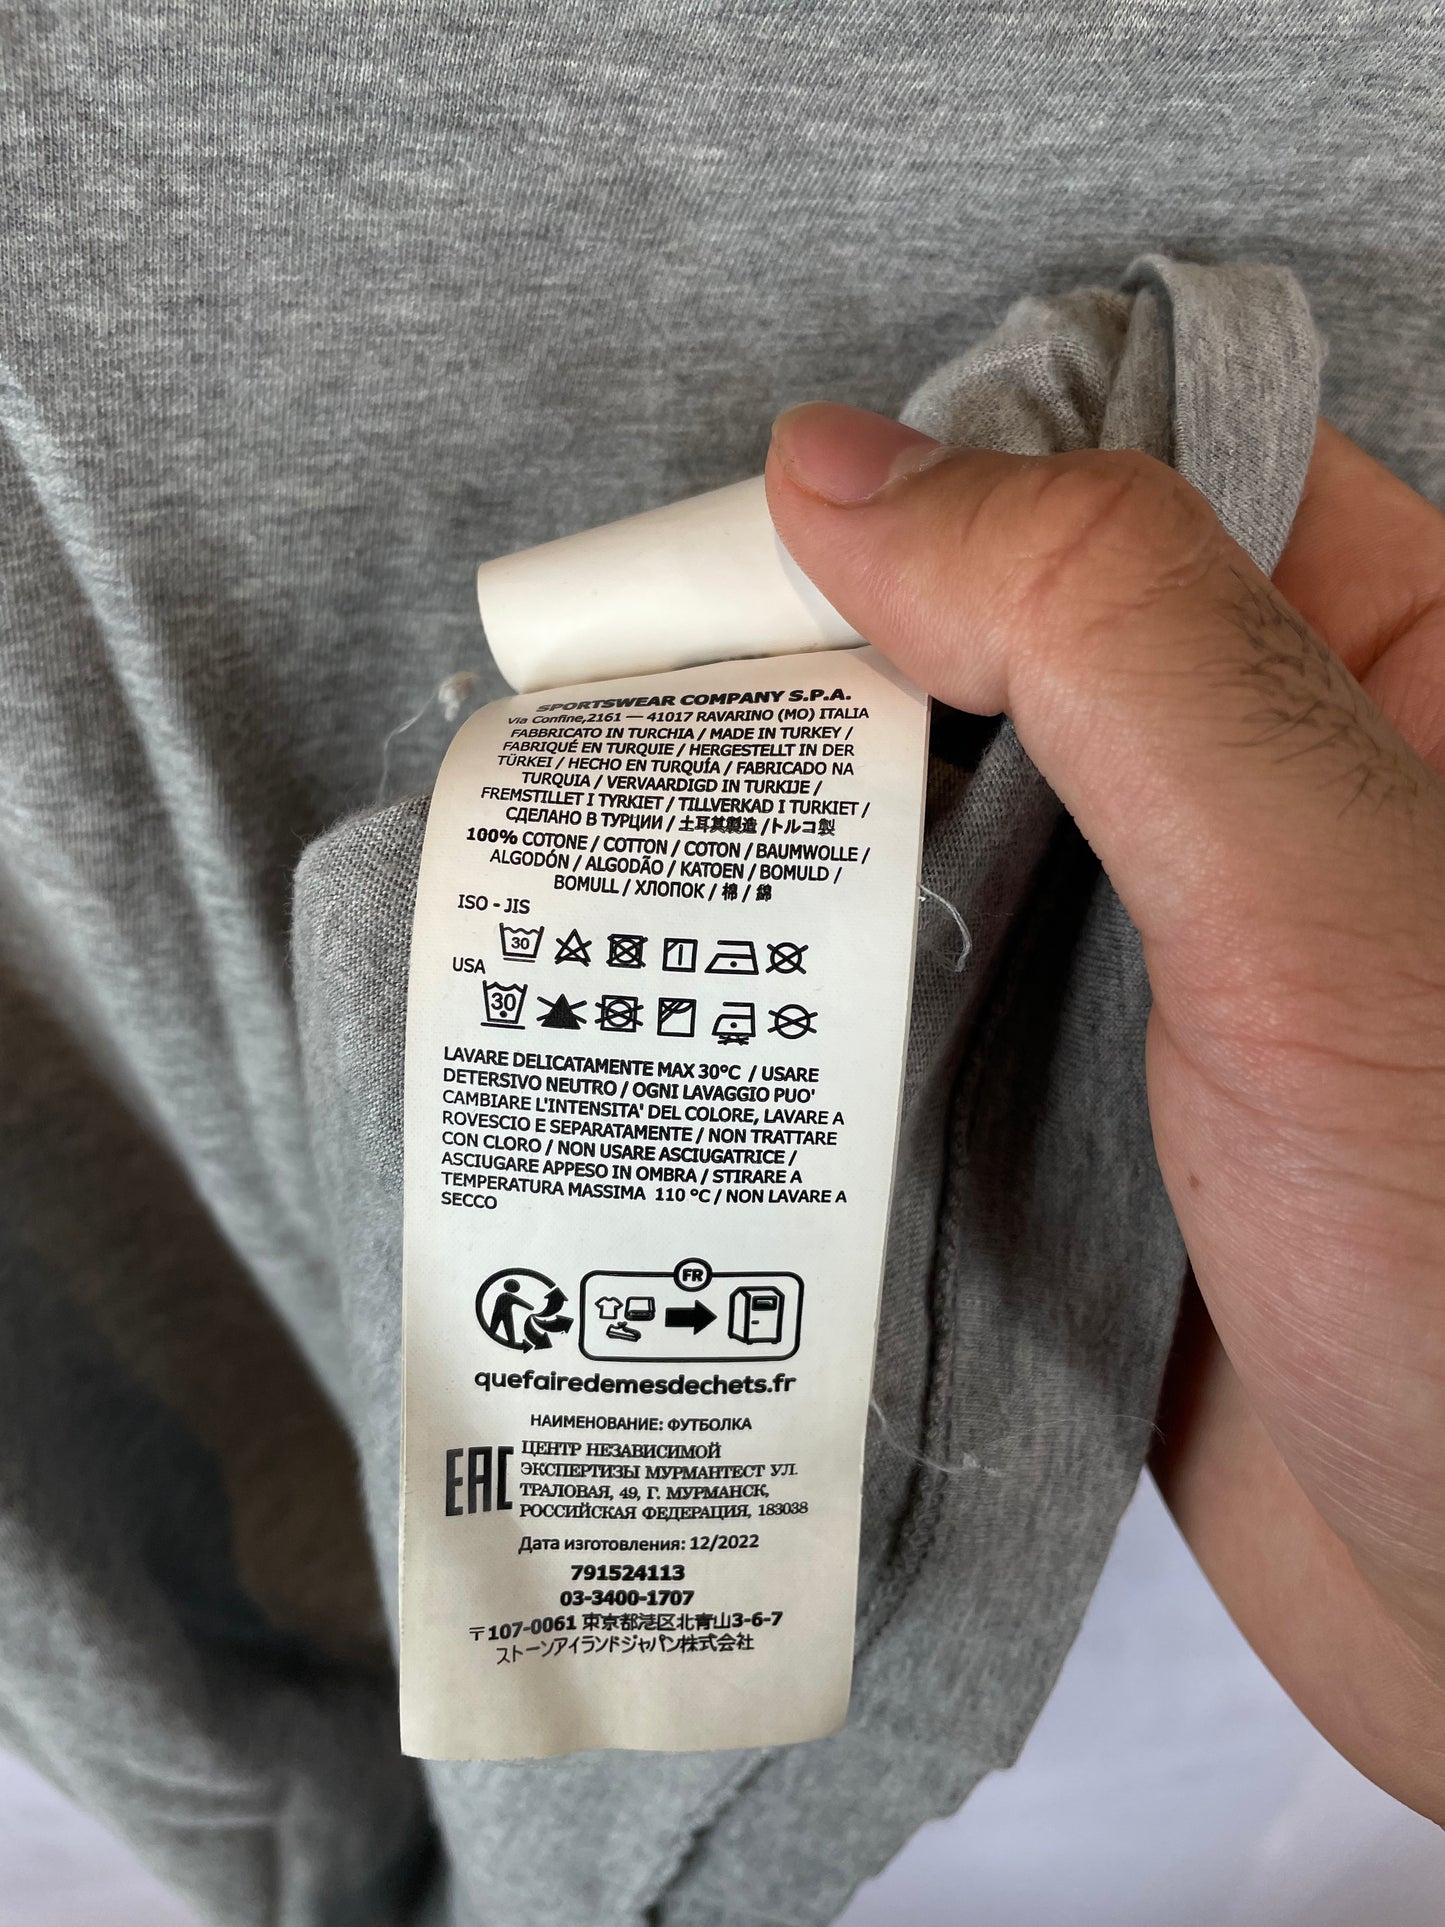 SPORTSWEAR COMPANY S.P.A.
Via Confine,2161 — 41017 RAVARINO (MO) ITALIA
FABBRICATO IN TURCHIA / MADE IN TURKEY /
FABRIQUÉ EN TURQUIE / HERGESTELLT IN DER
TÜRKEI / HECHO EN TURQUÍA / FABRICADO NA
TURQUIA / VERVAARDIGD IN TURKIJE /
FREMSTILLET I TYRKIET / TILLVERKAD I TURKIET /
СДЕЛАНО В ТУРЦИИ / 土耳其製造 /トルコ製
100% COTONE / COTTON / COTON / BAUMWOLLE /
ALGODÓN / ALGODÃO / KATOEN / BOMULD /
BOMULL / ХЛОПОК / 棉 / 綿
ISO - JIS
30
USA
30
LAVARE DELICATAMENTE MAX 30°C / USARE
DETERSIVO NEUTRO / OGNI LAVAGGIO PUO'
CAMBIARE L'INTENSITA' DEL COLORE, LAVARE A
ROVESCIO E SEPARATAMENTE / NON TRATTARE
CON CLORO / NON USARE ASCIUGATRICE /
ASCIUGARE APPESO IN OMBRA / STIRARE A
TEMPERATURA MASSIMA 110 °C / NON LAVARE A
SECCO
FR
quefairedemesdechets.fr
НАИМЕНОВАНИЕ: ФУТБОЛКА
EAC
ЦЕНТР НЕЗАВИСИМОЙ
ЭКСПЕРТИЗЫ МУРМАНТЕСТ УЛ.
ТРАЛОВАЯ, 49, Г. МУРМАНСК,
РОССИЙСКАЯ ФЕДЕРАЦИЯ, 183038
Дата изготовления: 12/2022
791524113
03-3400-1707
〒107-0061 東京都港区北青山3-6-7
ストーンアイランドジャパン株式会社